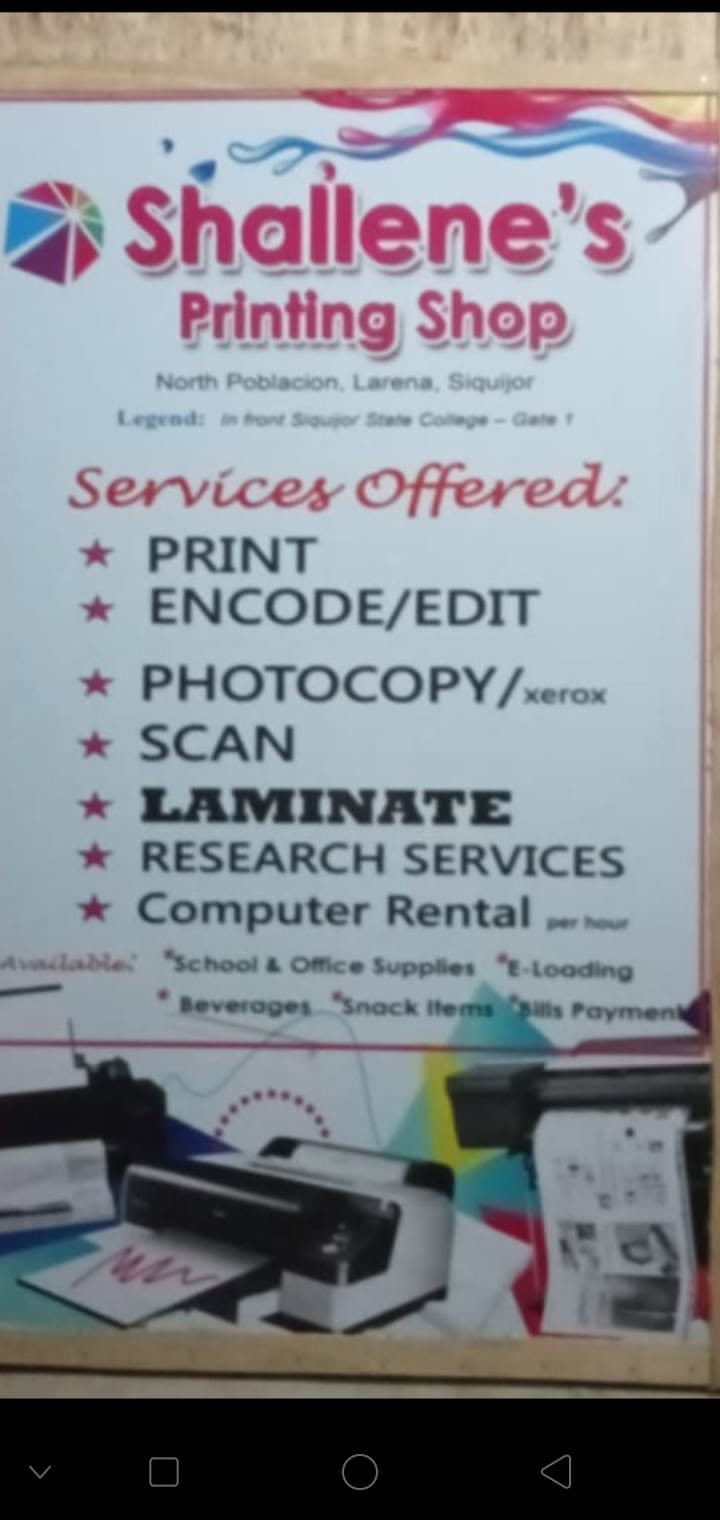 Shallene's
Printing Shop
North Poblacion, Larena, Siquijor
Legend: In front Siquijor State College – Gate 1
Services Offered:
★ PRINT
★ ENCODE/EDIT
★ PHOTOCOPY/xerox
★ SCAN
★ LAMINATE
★ RESEARCH SERVICES
★ Computer Rental per hour
Available: *School & Office Supplies *E-Loading
* Beverages *Snack Items *Bills Payment